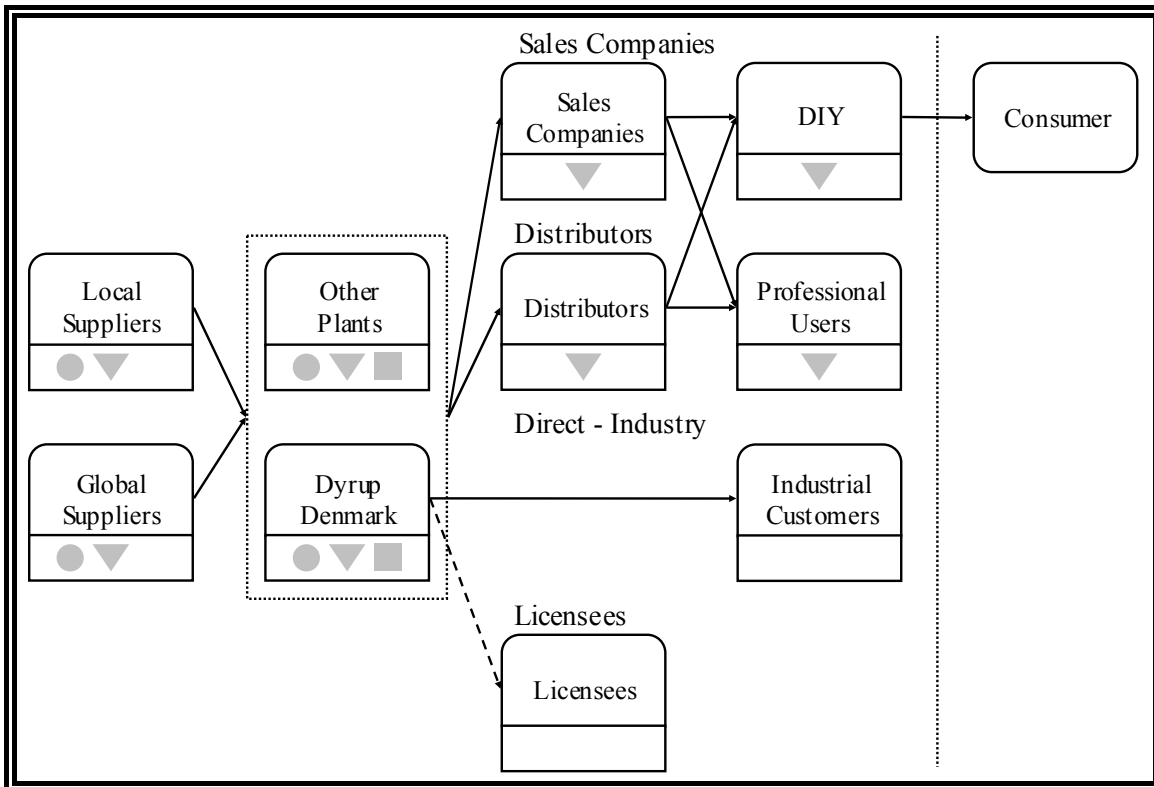 Sales Companies
Sales
Companies
DIY
Consumer
Distributors
Local
Suppliers
Other
Plants
Distributors
Professional
Users
Direct - Industry
Global
Suppliers
Dyrup
Denmark
Industrial
Customers
Licensees
Licensees